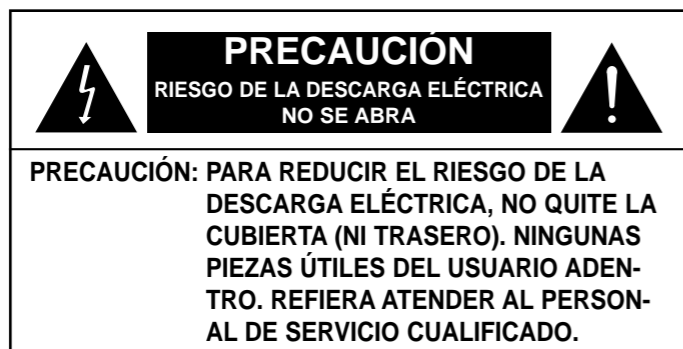 PRECAUCIÓN
RIESGO DE LA DESCARGA ELÉCTRICA
NO SE ABRA
PRECAUCIÓN: PARA REDUCIR EL RIESGO DE LA
DESCARGA ELÉCTRICA, NO QUITE LA
CUBIERTA (NI TRASERO). NINGUNAS
PIEZAS ÚTILES DEL USUARIO ADEN-
TRO. REFIERA ATENDER AL PERSON-
AL DE SERVICIO CUALIFICADO.